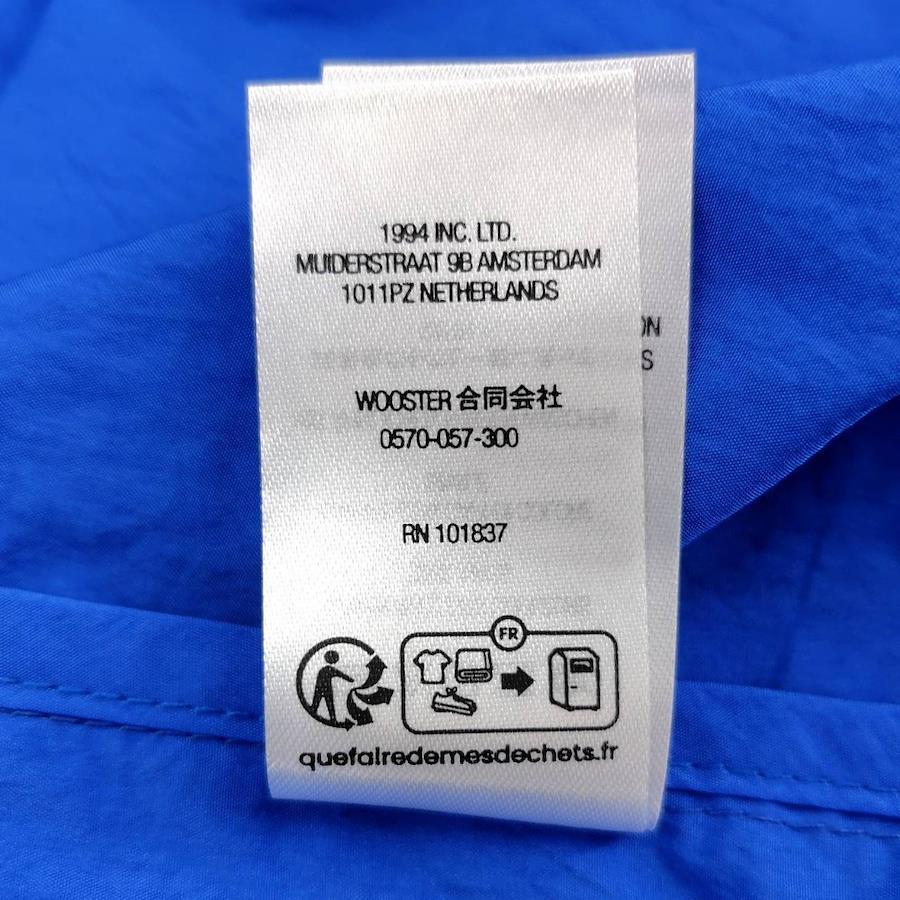 1994 INC. LTD.
MUIDERSTRAAT 9B AMSTERDAM
1011PZ NETHERLANDS
WOOSTER 合同会社
0570-057-300
RN 101837
FR
quefairedemesdechets.fr